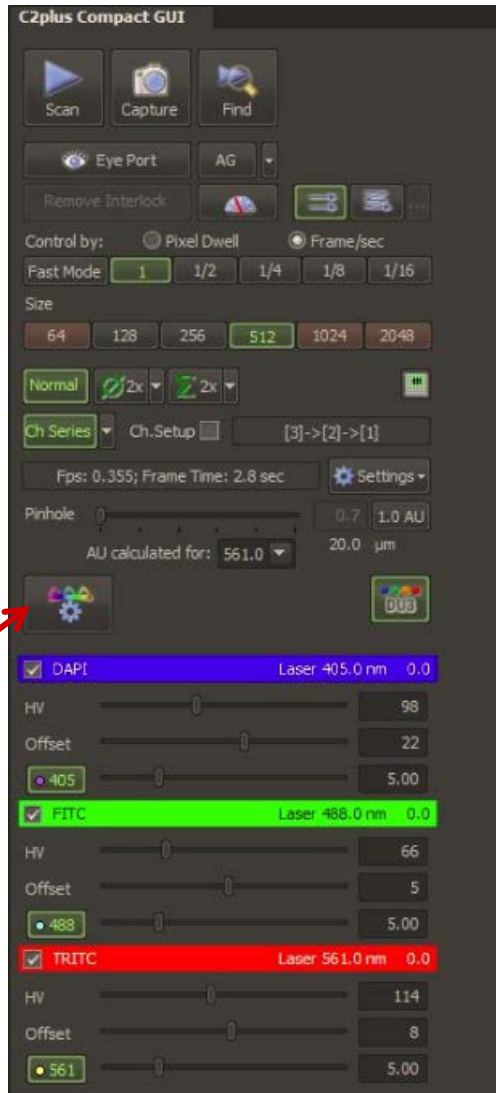 C2plus Compact GUI
Scan Capture Find
Eye Port AG
Remove Interlock ...
Control by: Pixel Dwell Frame/sec
Fast Mode 1 1/2 1/4 1/8 1/16
Size
64 128 256 512 1024 2048
Normal 2x 2x
Ch Series Ch.Setup [3]->[2]->[1]
Fps: 0.355; Frame Time: 2.8 sec Settings
Pinhole 0.7 1.0 AU
AU calculated for: 561.0 20.0 µm
DU3
DAPI Laser 405.0 nm 0.0
HV 98
Offset 22
405 5.00
FITC Laser 488.0 nm 0.0
HV 66
Offset 5
488 5.00
TRITC Laser 561.0 nm 0.0
HV 114
Offset 8
561 5.00